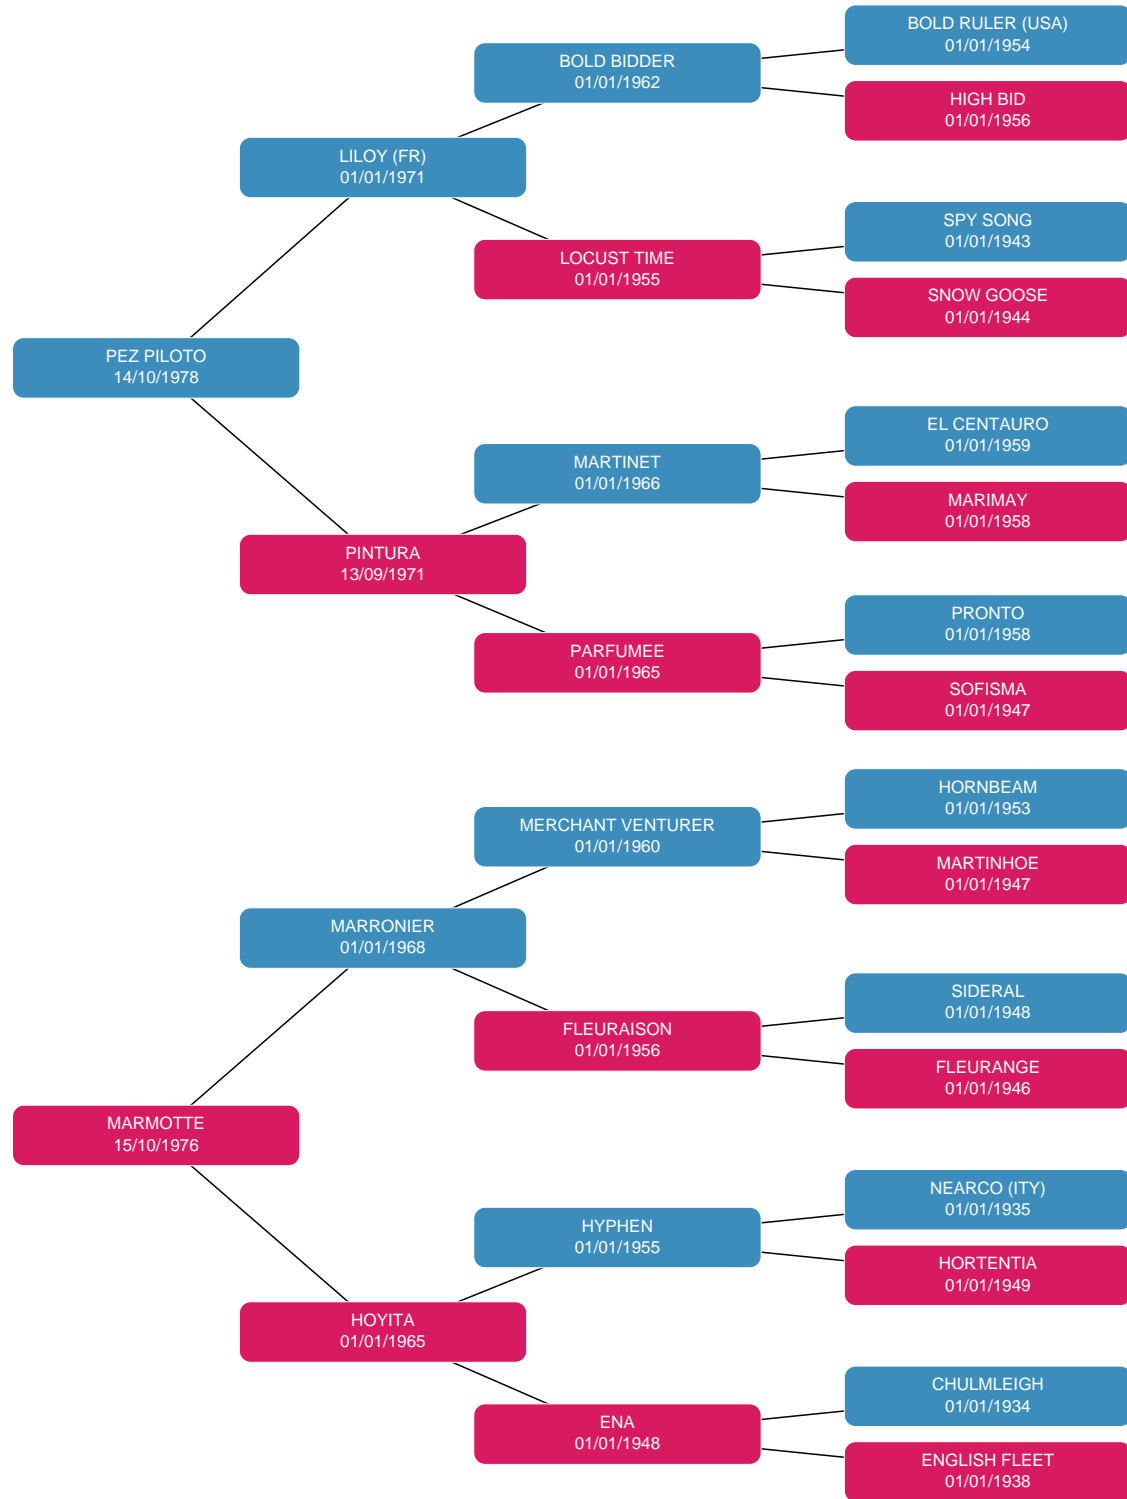 BOLD RULER (USA)
01/01/1954
BOLD BIDDER
01/01/1962
HIGH BID
01/01/1956
LILOY (FR)
01/01/1971
SPY SONG
01/01/1943
LOCUST TIME
01/01/1955
SNOW GOOSE
01/01/1944
PEZ PILOTO
14/10/1978
EL CENTAURO
01/01/1959
MARTINET
01/01/1966
MARIMAY
01/01/1958
PINTURA
13/09/1971
PRONTO
01/01/1958
PARFUMEE
01/01/1965
SOFISMA
01/01/1947
HORNBEAM
01/01/1953
MERCHANT VENTURER
01/01/1960
MARTINHOE
01/01/1947
MARRONIER
01/01/1968
SIDERAL
01/01/1948
FLEURAISON
01/01/1956
FLEURANGE
01/01/1946
MARMOTTE
15/10/1976
NEARCO (ITY)
01/01/1935
HYPHEN
01/01/1955
HORTENTIA
01/01/1949
HOYITA
01/01/1965
CHULMLEIGH
01/01/1934
ENA
01/01/1948
ENGLISH FLEET
01/01/1938